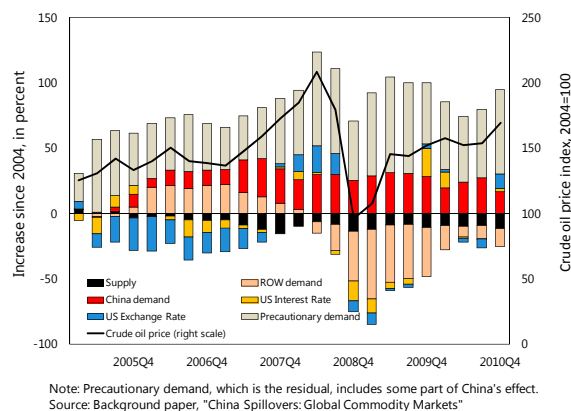 150
100
50
0
-50
-100
Increase since 2004, in percent
250
200
150
100
50
0
Crude oil price index, 2004=100
Supply
ROW demand
China demand
US Interest Rate
US Exchange Rate
Precautionary demand
Crude oil price (right scale)
2005Q4 2006Q4 2007Q4 2008Q4 2009Q4 2010Q4
Note: Precautionary demand, which is the residual, includes some part of China's effect.
Source: Background paper, "China Spillovers: Global Commodity Markets"